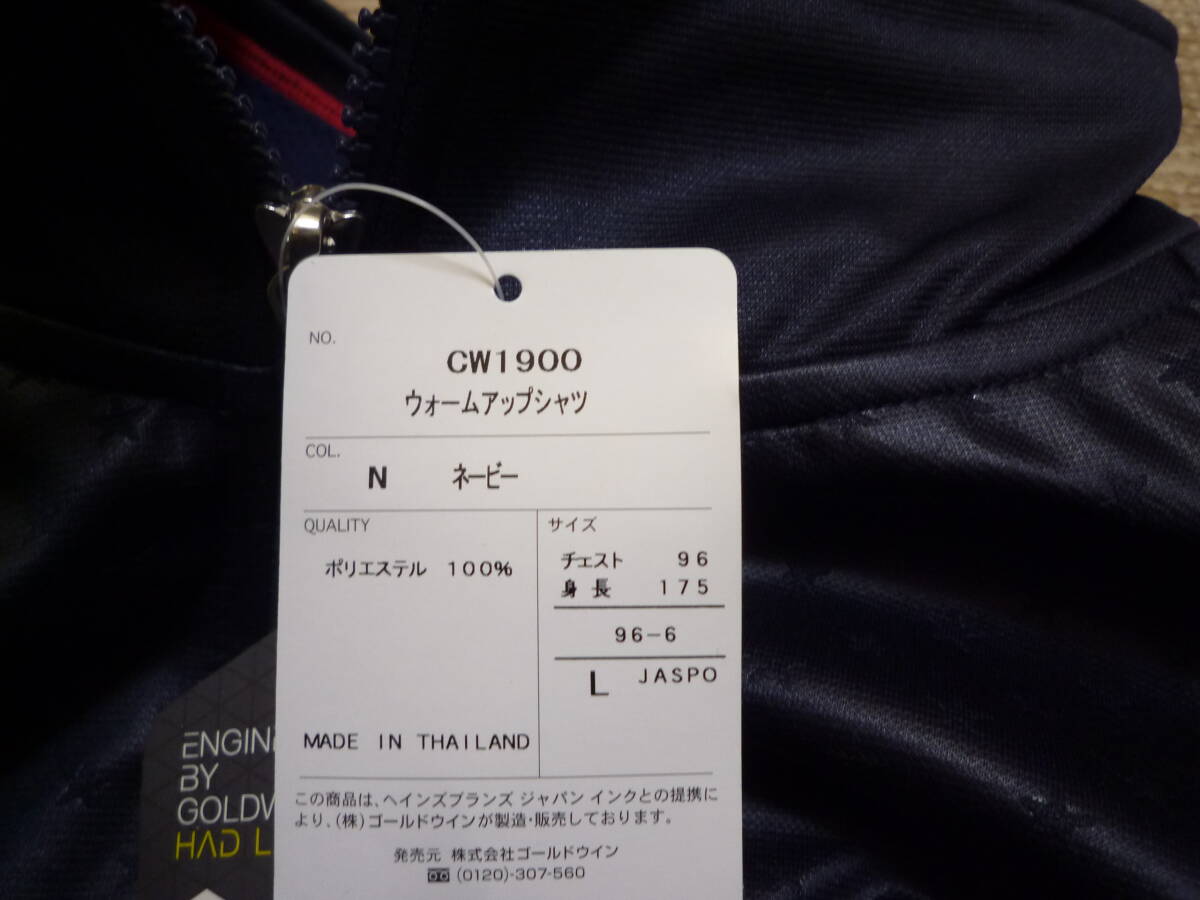 NO.
CW1900
ウォームアップシャツ
COL.
N ネービー
QUALITY
ポリエステル 100%
MADE IN THAILAND
サイズ
チェスト 96
身長 175
96-6
L JASPO
この商品は、ヘインズブランズ ジャパン インクとの提携に
より、(株)ゴールドウインが製造・販売しております。
発売元 株式会社ゴールドウイン
(0120)-307-560
BY
HAD